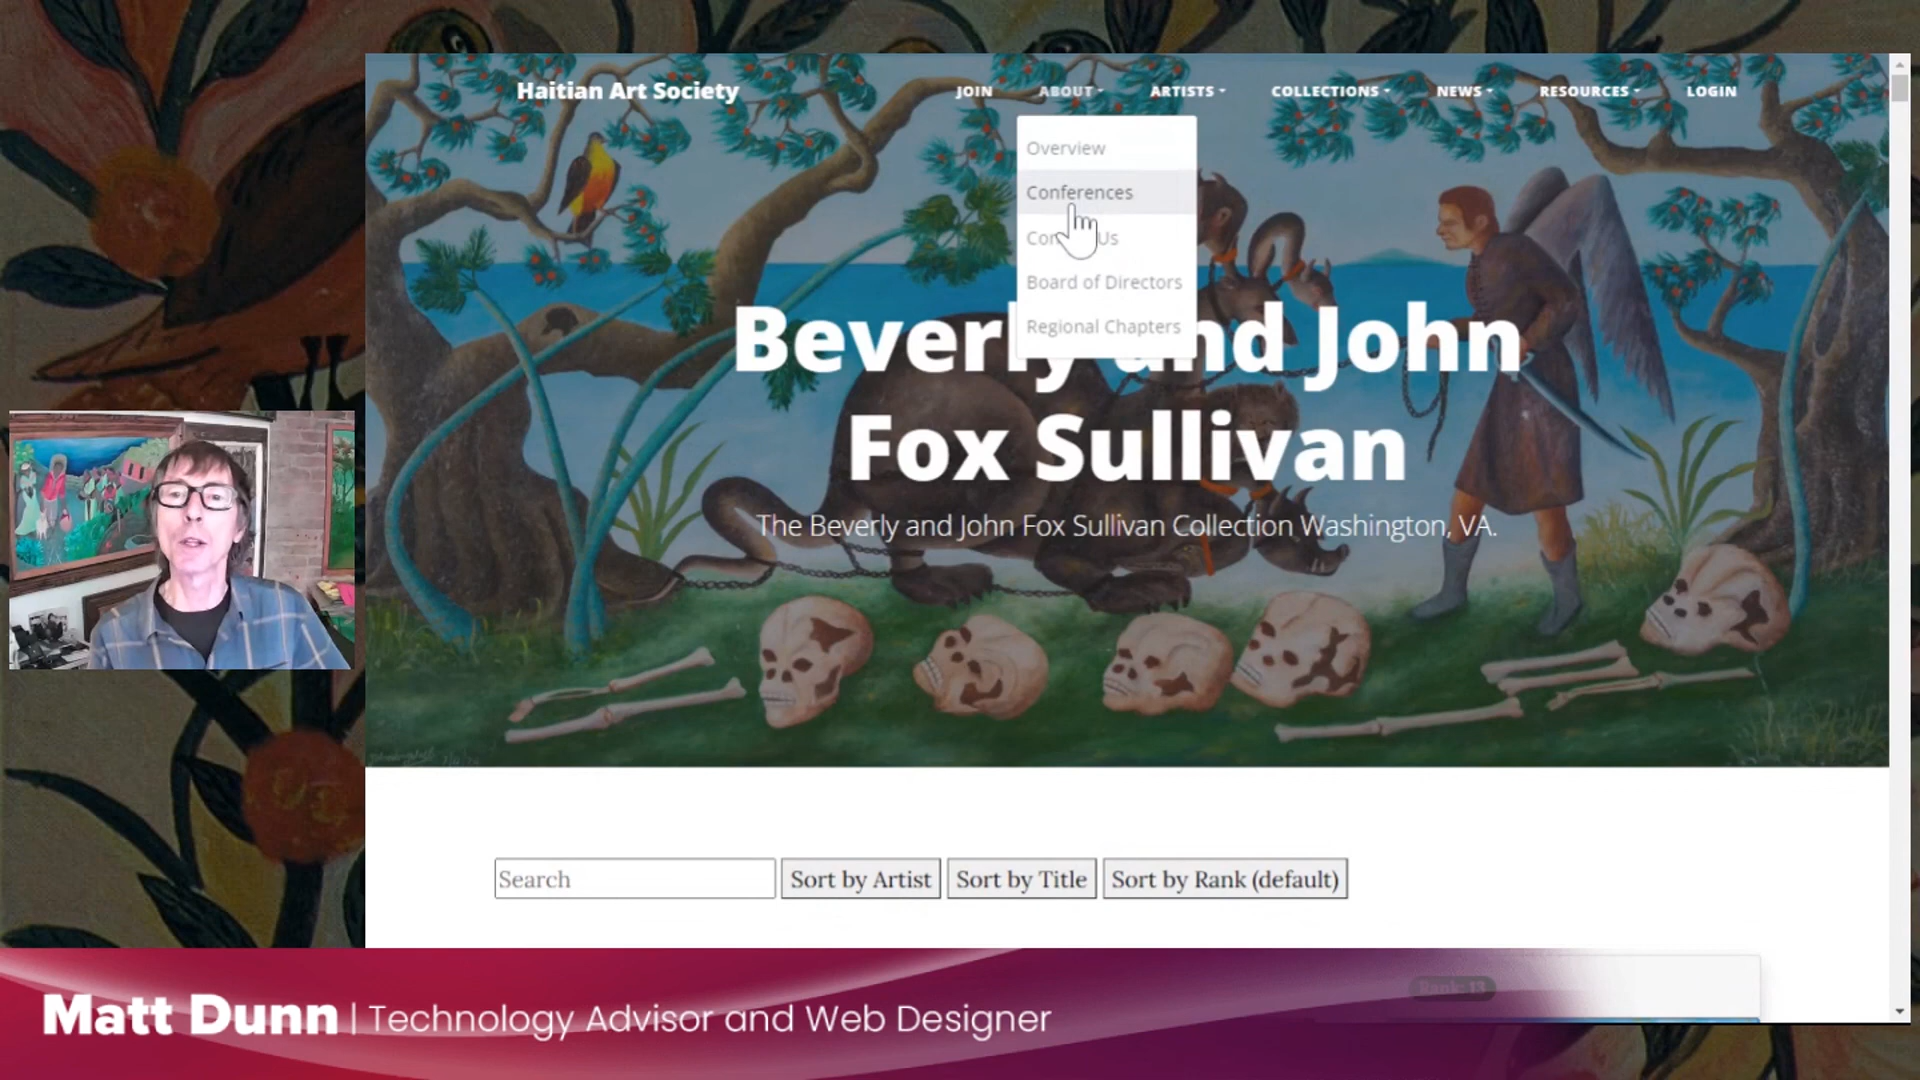 Haitian Art Society
JOIN ABOUT ARTISTS COLLECTIONS NEWS RESOURCES LOGIN
Overview
Conferences
Us
Board of Directors
Regional Chapters
Beverly and John
Fox Sullivan
The Beverly and John Fox Sullivan Collection Washington, VA.
Search Sort by Artist Sort by Title Sort by Rank (default)
Rank: 13
Matt Dunn | Technology Advisor and Web Designer